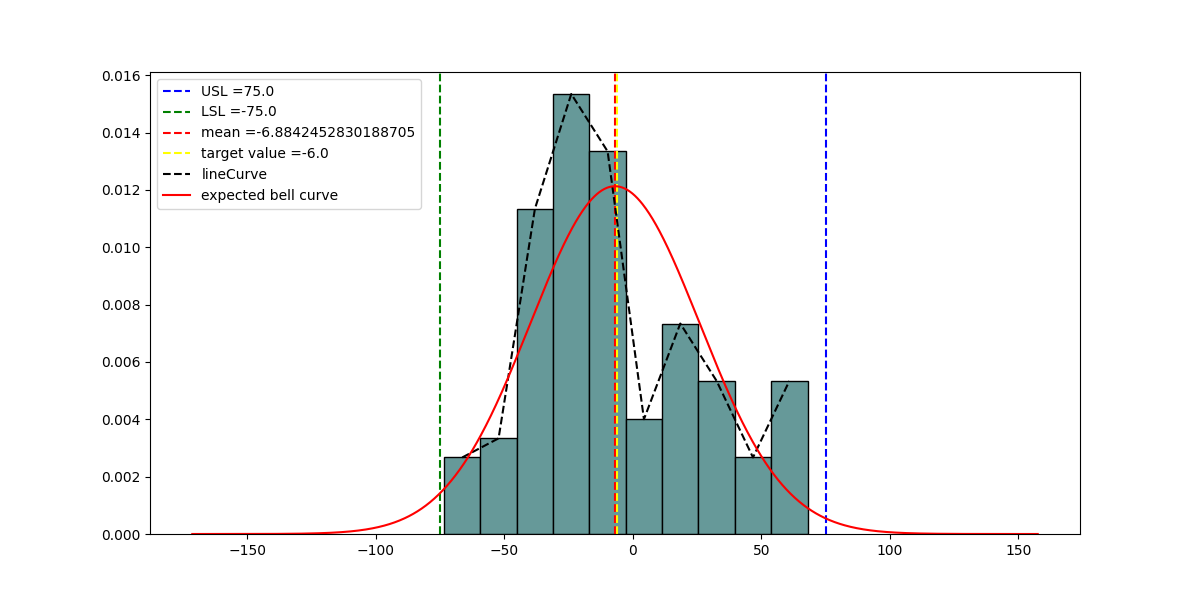 USL =75.0
LSL =-75.0
mean =-6.8842452830188705
target value =-6.0
lineCurve
expected bell curve
0.016
0.014
0.012
0.010
0.008
0.006
0.004
0.002
0.000
−150 −100 −50 0 50 100 150